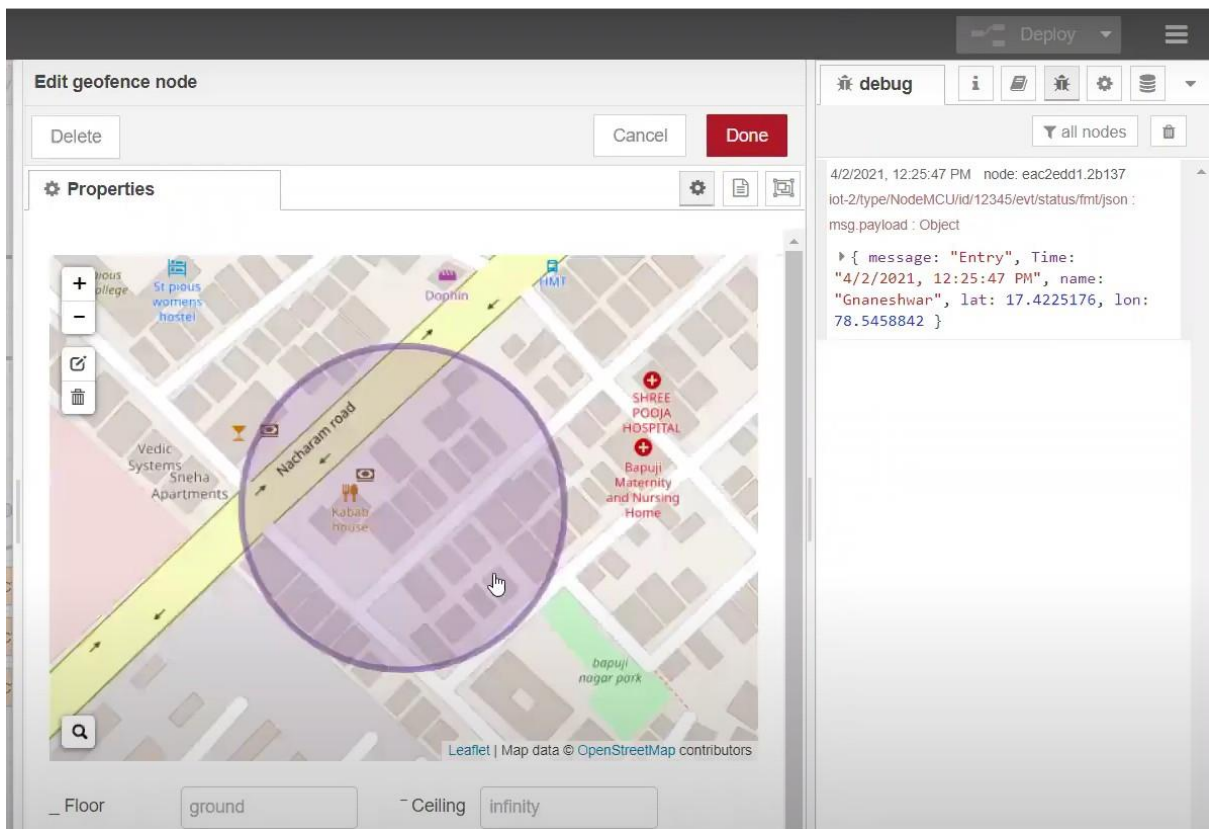 Deploy
Edit geofence node
Delete
Cancel
Done
Properties
debug
i
all nodes
4/2/2021, 12:25:47 PM node: eac2edd1.2b137
iot-2/type/NodeMCU/id/12345/evt/status/fmt/json :
msg.payload : Object
{ message: "Entry", Time:
"4/2/2021, 12:25:47 PM", name:
"Gnaneshwar", lat: 17.4225176, lon:
78.5458842 }
+
−
St pious
womens
hostel
Dophin
HMT
Nacharam road
Vedic
Systems
Sneha
Apartments
Kabab
house
SHREE
POOJA
HOSPITAL
Bapuji
Maternity
and Nursing
Home
bapuji
nagar park
Leaflet | Map data © OpenStreetMap contributors
Floor
ground
Ceiling
infinity